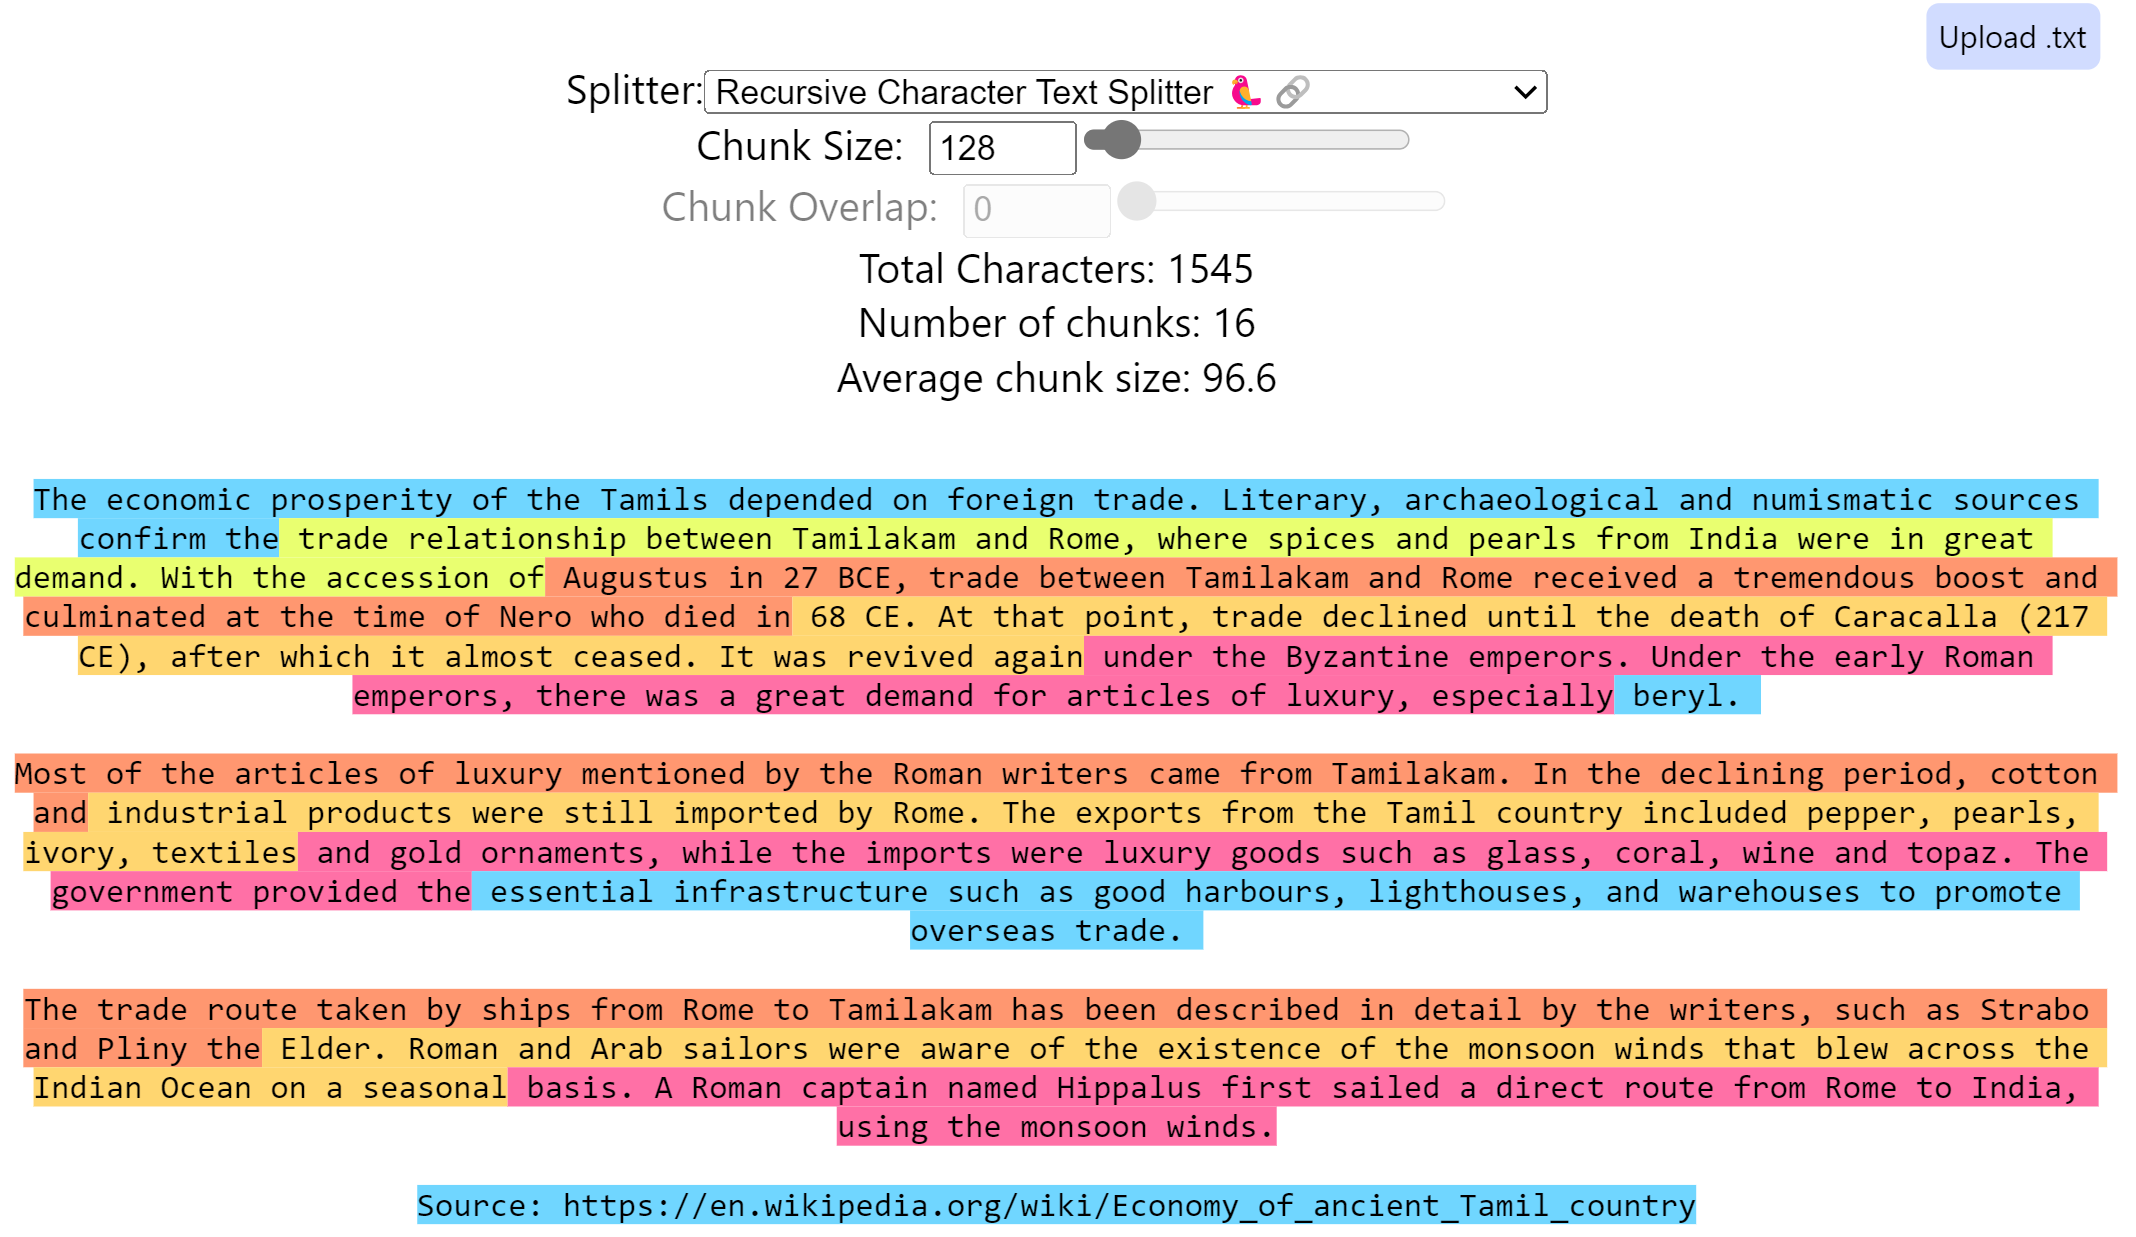 Upload .txt
Splitter: Recursive Character Text Splitter 🦜 🔗
Chunk Size: 128
Chunk Overlap: 0
Total Characters: 1545
Number of chunks: 16
Average chunk size: 96.6
The economic prosperity of the Tamils depended on foreign trade. Literary, archaeological and numismatic sources
confirm the trade relationship between Tamilakam and Rome, where spices and pearls from India were in great
demand. With the accession of Augustus in 27 BCE, trade between Tamilakam and Rome received a tremendous boost and
culminated at the time of Nero who died in 68 CE. At that point, trade declined until the death of Caracalla (217
CE), after which it almost ceased. It was revived again under the Byzantine emperors. Under the early Roman
emperors, there was a great demand for articles of luxury, especially beryl.
Most of the articles of luxury mentioned by the Roman writers came from Tamilakam. In the declining period, cotton
and industrial products were still imported by Rome. The exports from the Tamil country included pepper, pearls,
ivory, textiles and gold ornaments, while the imports were luxury goods such as glass, coral, wine and topaz. The
government provided the essential infrastructure such as good harbours, lighthouses, and warehouses to promote
overseas trade.
The trade route taken by ships from Rome to Tamilakam has been described in detail by the writers, such as Strabo
and Pliny the Elder. Roman and Arab sailors were aware of the existence of the monsoon winds that blew across the
Indian Ocean on a seasonal basis. A Roman captain named Hippalus first sailed a direct route from Rome to India,
using the monsoon winds.
Source: https://en.wikipedia.org/wiki/Economy_of_ancient_Tamil_country